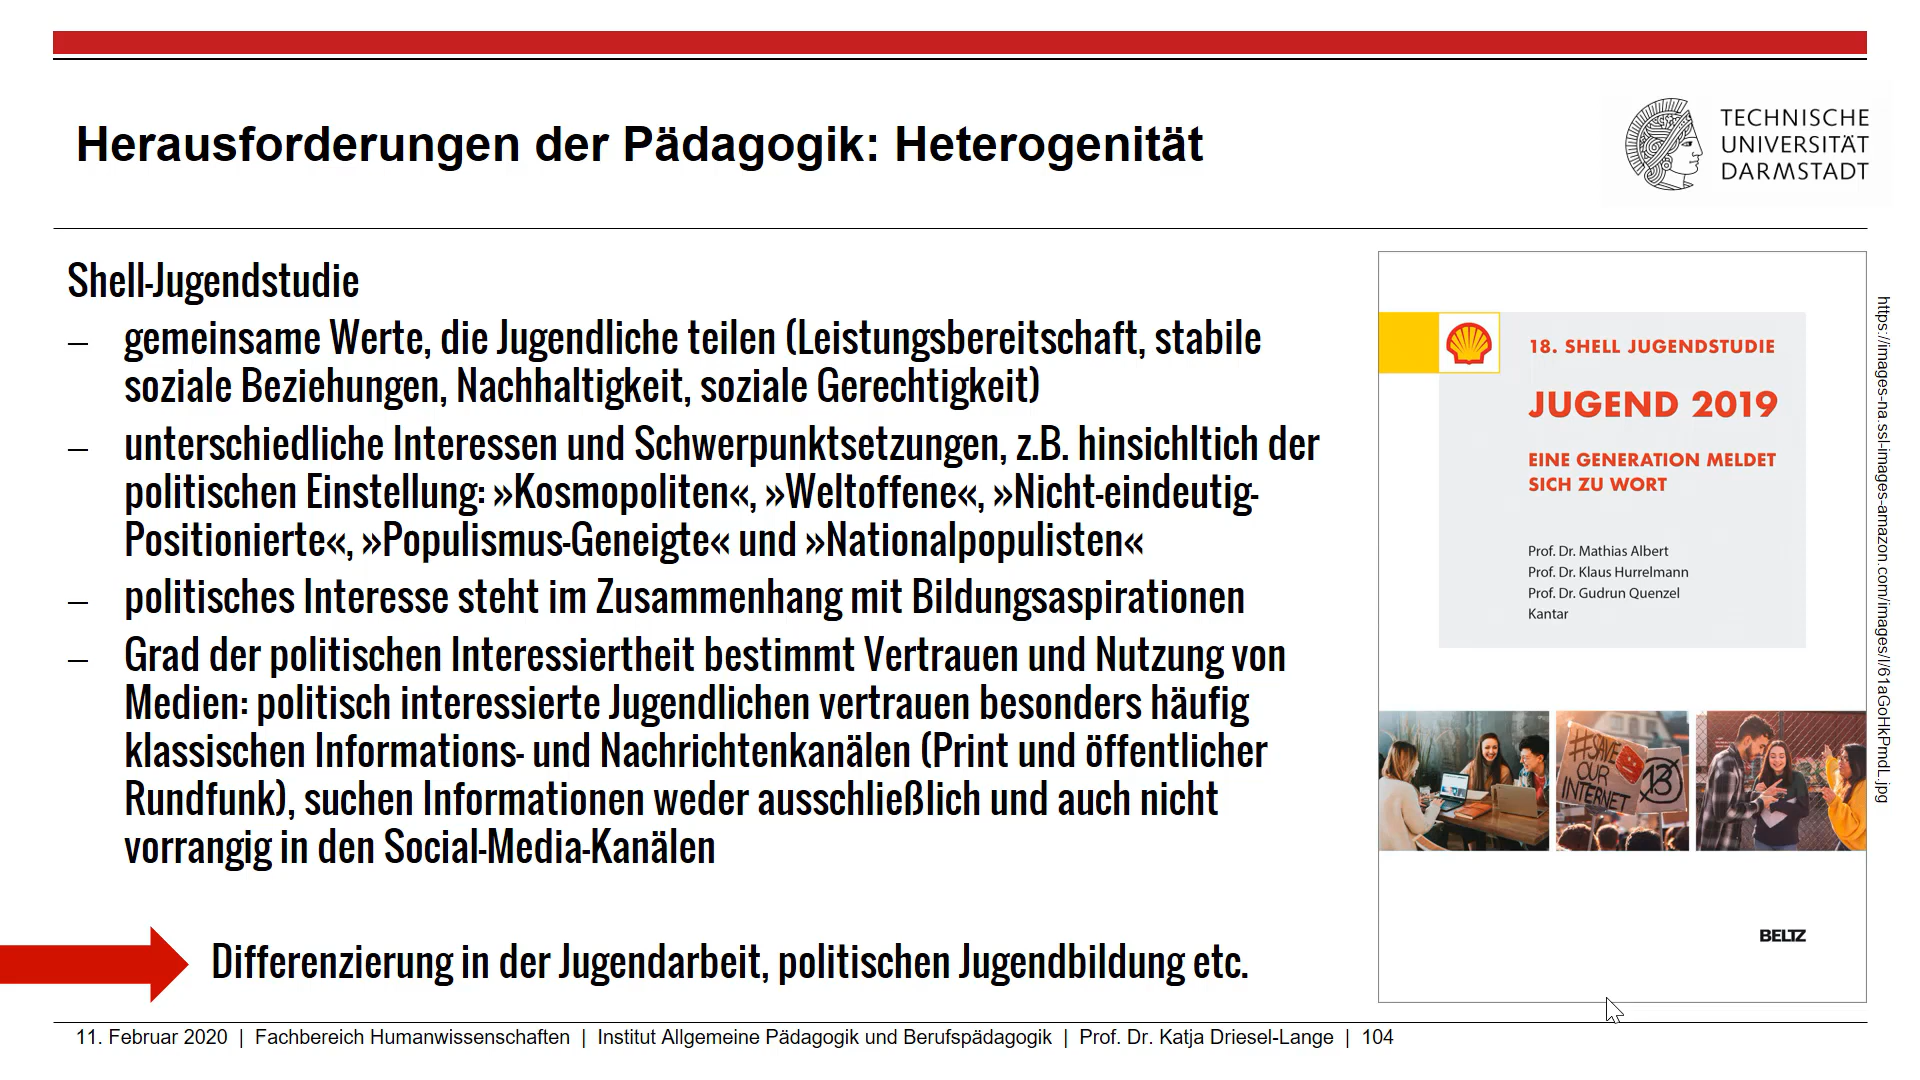 Herausforderungen der Pädagogik: Heterogenität
TECHNISCHE
UNIVERSITÄT
DARMSTADT
Shell-Jugendstudie
– gemeinsame Werte, die Jugendliche teilen (Leistungsbereitschaft, stabile
soziale Beziehungen, Nachhaltigkeit, soziale Gerechtigkeit)
– unterschiedliche Interessen und Schwerpunktsetzungen, z.B. hinsichltich der
politischen Einstellung: »Kosmopoliten«, »Weltoffene«, »Nicht-eindeutig-
Positionierte«, »Populismus-Geneigte« und »Nationalpopulisten«
– politisches Interesse steht im Zusammenhang mit Bildungsaspirationen
– Grad der politischen Interessiertheit bestimmt Vertrauen und Nutzung von
Medien: politisch interessierte Jugendlichen vertrauen besonders häufig
klassischen Informations- und Nachrichtenkanälen (Print und öffentlicher
Rundfunk), suchen Informationen weder ausschließlich und auch nicht
vorrangig in den Social-Media-Kanälen
Differenzierung in der Jugendarbeit, politischen Jugendbildung etc.
18. SHELL JUGENDSTUDIE
JUGEND 2019
EINE GENERATION MELDET
SICH ZU WORT
Prof. Dr. Mathias Albert
Prof. Dr. Klaus Hurrelmann
Prof. Dr. Gudrun Quenzel
Kantar
#SAVE
OUR
INTERNET
13
BELTZ
https://images-na.ssl-images-amazon.com/images/I/61aGoHkPmdL.jpg
11. Februar 2020 | Fachbereich Humanwissenschaften | Institut Allgemeine Pädagogik und Berufspädagogik | Prof. Dr. Katja Driesel-Lange | 104